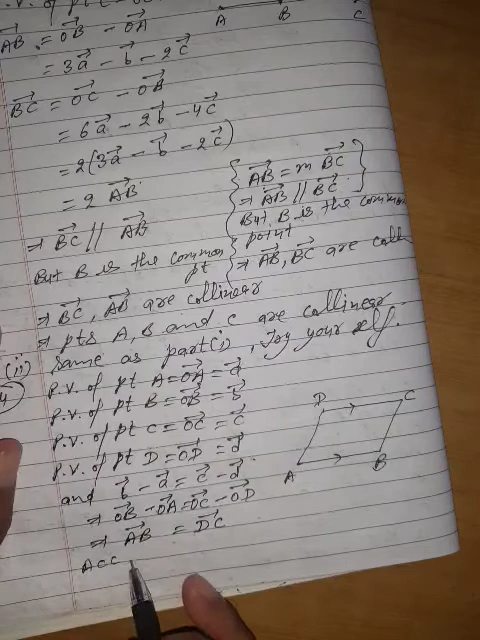 P.V. of pt C = O
A B C
AB→ = OB→ - OA→
= 3a→ - b→ - 2c→
BC→ = OC→ - OB→
= 6a→ - 2b→ - 4c→
= 2(3a→ - b→ - 2c→)
= 2 AB→
⇒ BC→ // AB→
But B is the common pt
{ AB→ = m BC→
⇒ AB→ // BC→
But B is the common
point
⇒ AB→, BC→ are coll
⇒ BC→, AB→ are collinear
⇒ pts A, B and C are collinear.
(ii) Same as part (i), Try your self.
4
P.V. of pt A = OA→ = a→
P.V. of pt B = OB→ = b→
P.V. of pt C = OC→ = c→
P.V. of pt D = OD→ = d→
and b→ - a→ = c→ - d→
⇒ OB→ - OA→ = OC→ - OD→
⇒ AB→ = DC→
Acc
D C
A B